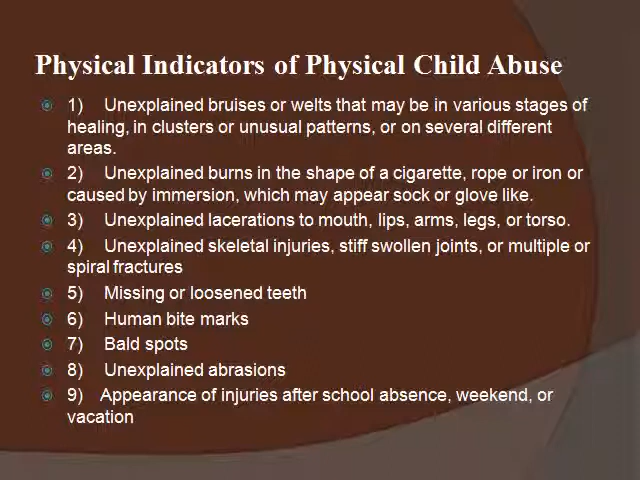 Physical Indicators of Physical Child Abuse
1) Unexplained bruises or welts that may be in various stages of
healing, in clusters or unusual patterns, or on several different
areas.
2) Unexplained burns in the shape of a cigarette, rope or iron or
caused by immersion, which may appear sock or glove like.
3) Unexplained lacerations to mouth, lips, arms, legs, or torso.
4) Unexplained skeletal injuries, stiff swollen joints, or multiple or
spiral fractures
5) Missing or loosened teeth
6) Human bite marks
7) Bald spots
8) Unexplained abrasions
9) Appearance of injuries after school absence, weekend, or
vacation